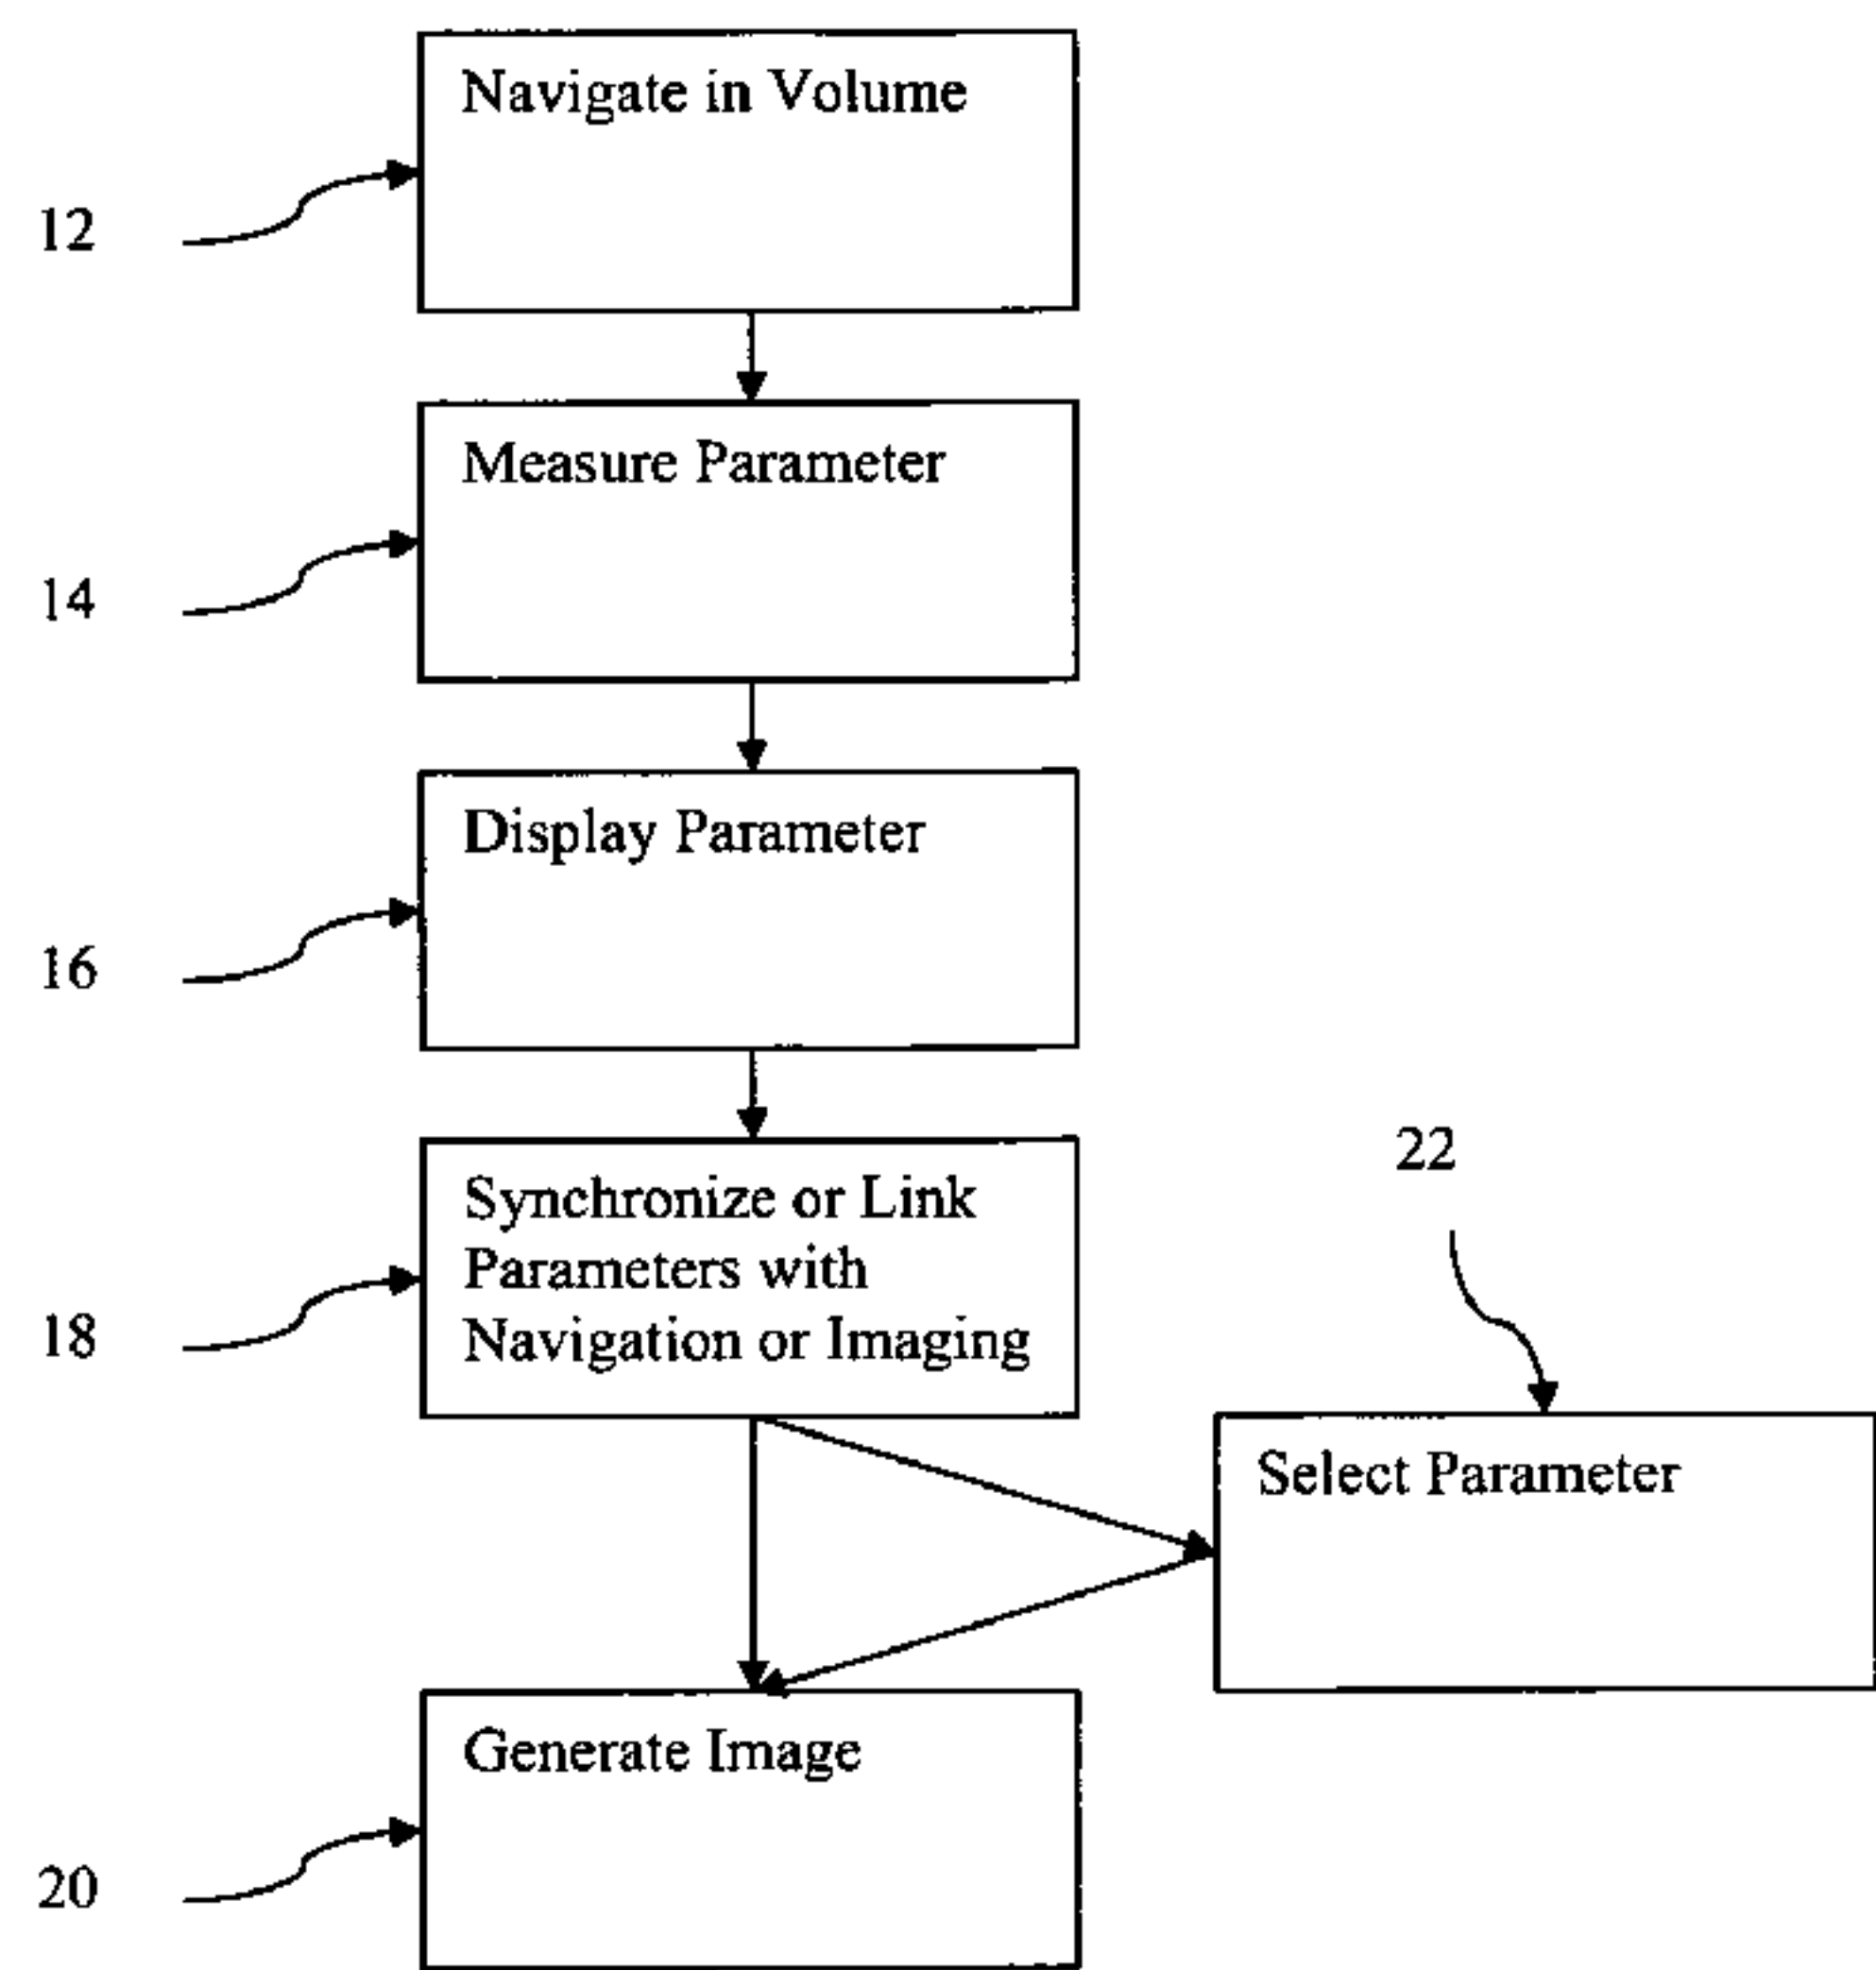 Navigate in Volume
12
Measure Parameter
14
Display Parameter
16
Synchronize or Link
Parameters with
Navigation or Imaging
18
22
Select Parameter
Generate Image
20